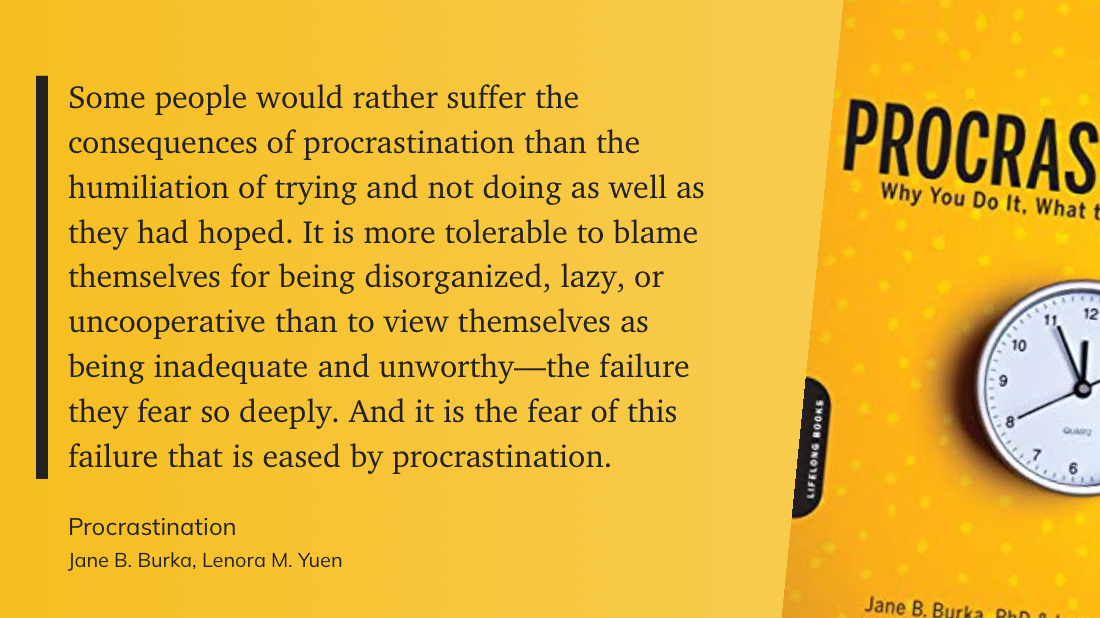 Some people would rather suffer the
consequences of procrastination than the
humiliation of trying and not doing as well as
they had hoped. It is more tolerable to blame
themselves for being disorganized, lazy, or
uncooperative than to view themselves as
being inadequate and unworthy—the failure
they fear so deeply. And it is the fear of this
failure that is eased by procrastination.
Procrastination
Jane B. Burka, Lenora M. Yuen
PROCRAS
Why You Do It, What t
12
11
10
9
8
7
6
QUARTZ
LIFELONG BOOKS
Jane B. Burka, PhD &